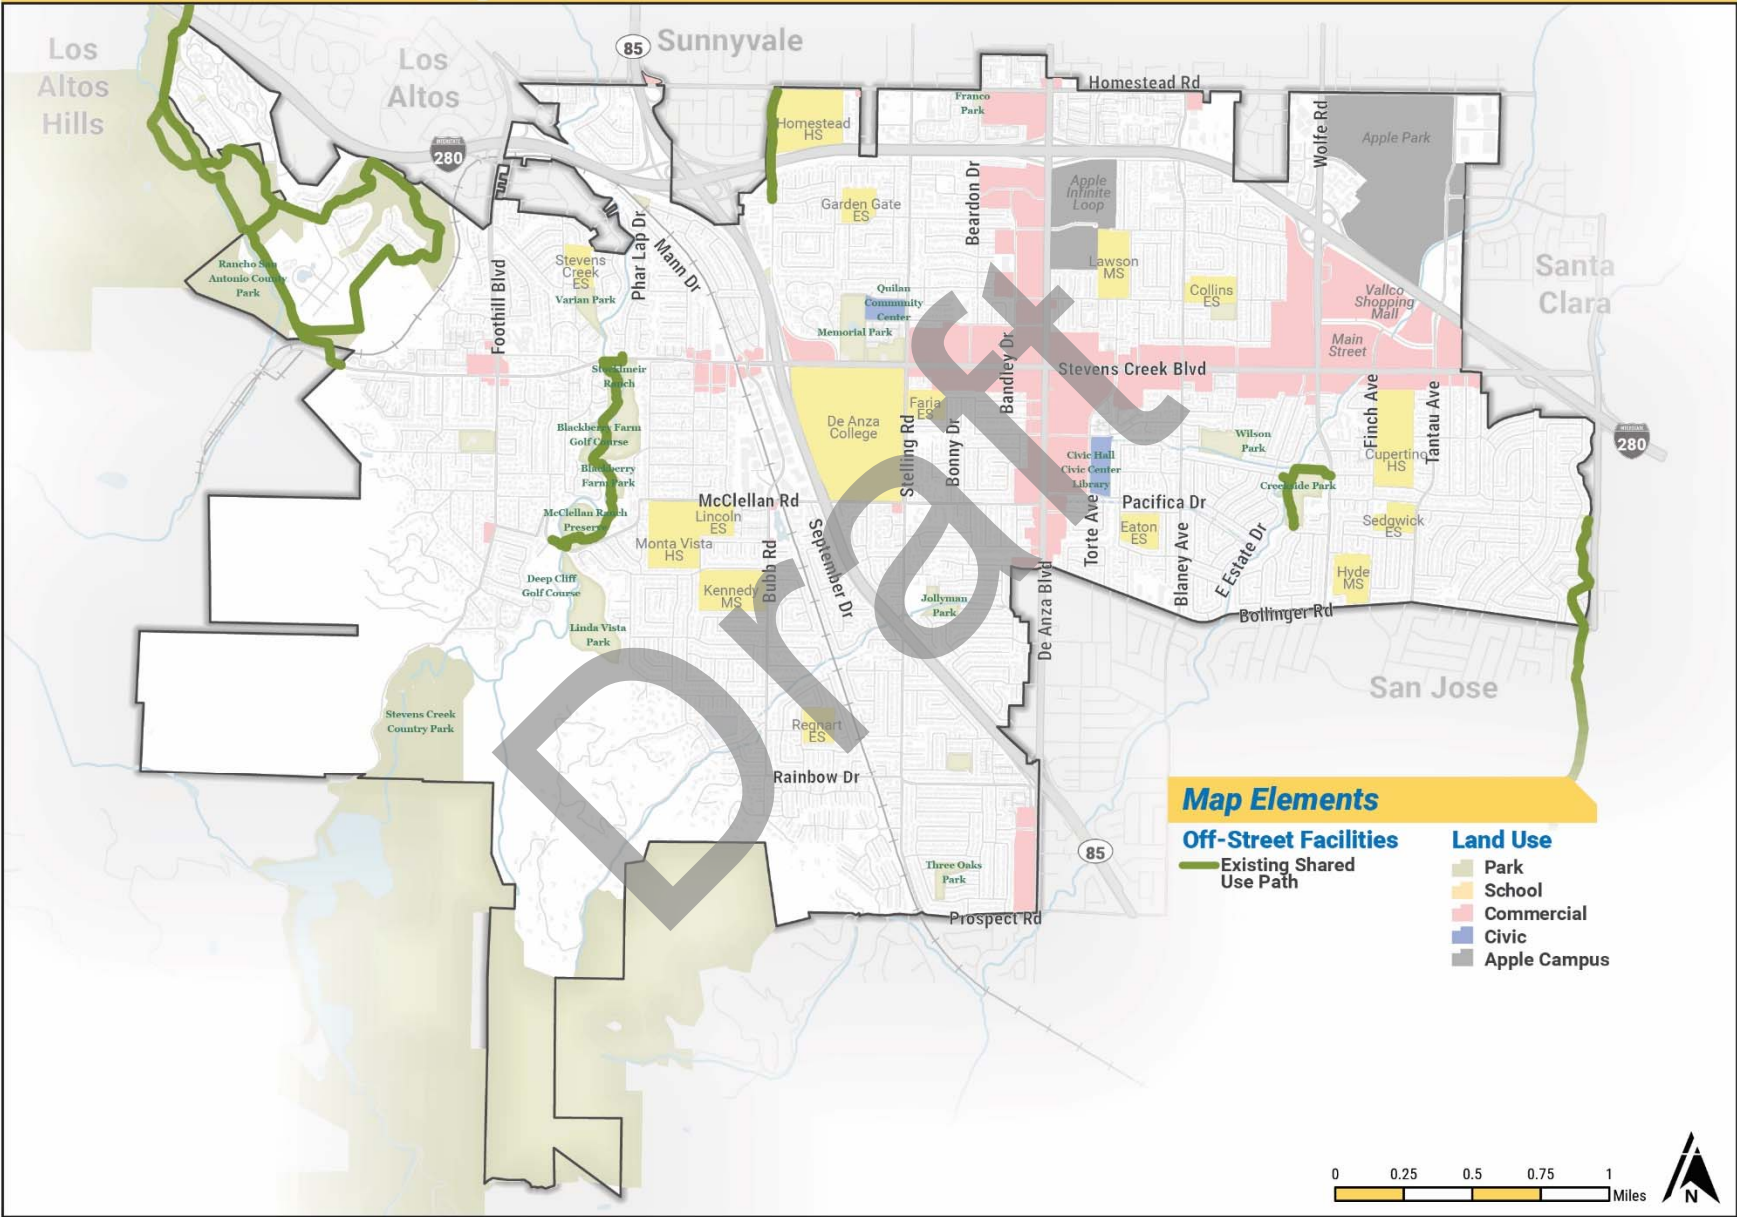 Los
Altos
Hills
Los
Altos
85
Sunnyvale
INTERSTATE
280
Homestead Rd
Franco
Park
Homestead
HS
Wolfe Rd
Apple Park
Garden Gate
ES
Beardon Dr
Apple
Infinite
Loop
Rancho San
Antonio County
Park
Foothill Blvd
Stevens
Creek
ES
Varian Park
Phar Lap Dr
Mann Dr
Quilan
Community
Center
Memorial Park
Lawson
MS
Collins
ES
Vallco
Shopping
Mall
Main
Street
Santa
Clara
Stocklmeir
Ranch
Bandley Dr
Stevens Creek Blvd
Blackberry Farm
Golf Course
Blackberry
Farm Park
De Anza
College
Faria
ES
Stelling Rd
Bonny Dr
Civic Hall
Civic Center
Library
Wilson
Park
Finch Ave
Tantau Ave
Cupertino
HS
280
Creekside Park
McClellan Rd
McClellan Ranch
Preserve
Lincoln
ES
Monta Vista
HS
Kennedy
MS
Bubb Rd
September Dr
Torte Ave
Pacifica Dr
Eaton
ES
Blaney Ave
E Estate Dr
Sedgwick
ES
Hyde
MS
Bollinger Rd
Deep Cliff
Golf Course
Linda Vista
Park
Jollyman
Park
De Anza Blvd
San Jose
Stevens Creek
Country Park
Regnart
ES
Rainbow Dr
85
Three Oaks
Park
Prospect Rd
Draft
Map Elements
Off-Street Facilities
Existing Shared
Use Path
Land Use
Park
School
Commercial
Civic
Apple Campus
0 0.25 0.5 0.75 1
Miles
N